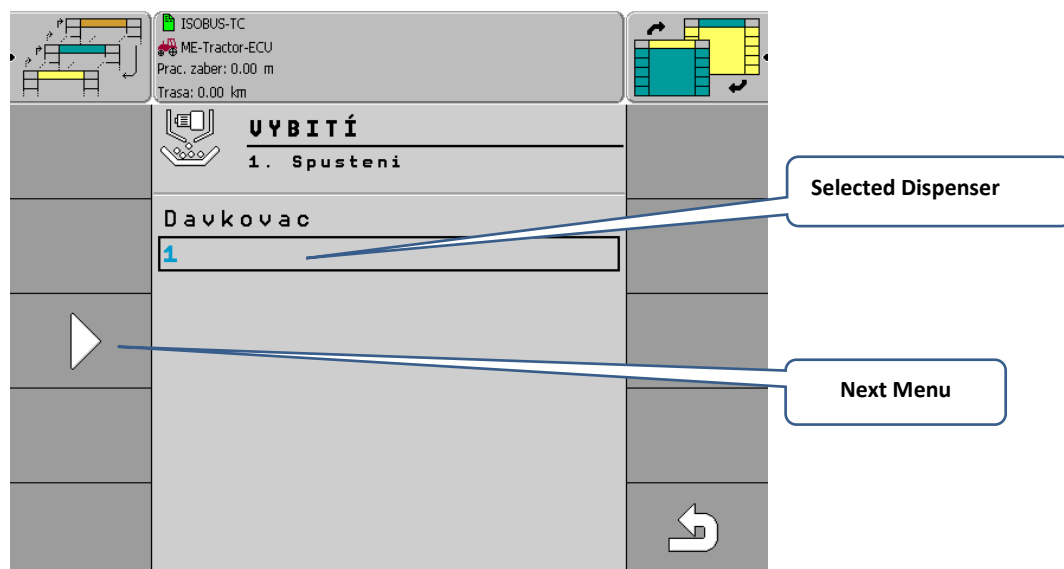 ISOBUS-TC
ME-Tractor-ECU
Prac. zaber: 0.00 m
Trasa: 0.00 km
VYBITÍ
1. Spusteni
Davkovac
1
Selected Dispenser
Next Menu